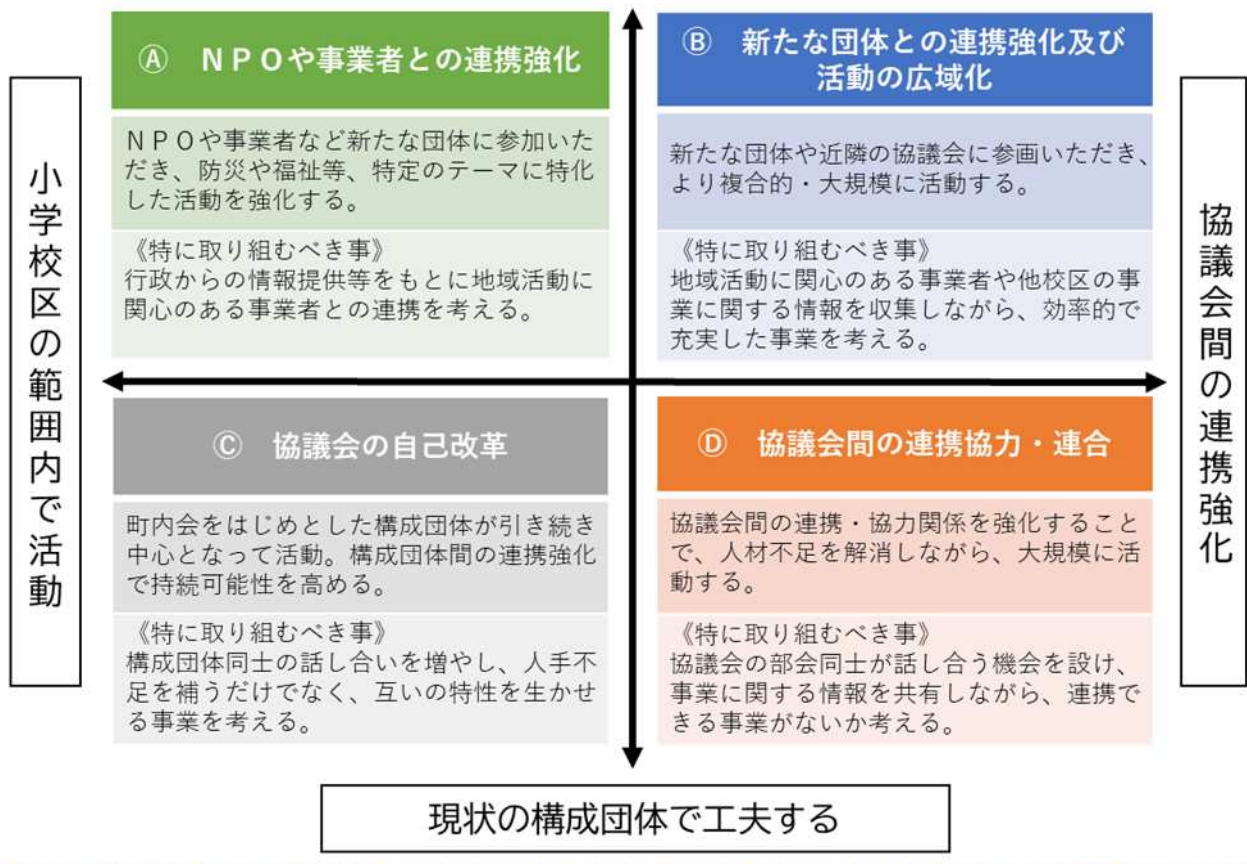 小学校区の範囲内で活動
Ⓐ ＮＰＯや事業者との連携強化
ＮＰＯや事業者など新たな団体に参加いた
だき、防災や福祉等、特定のテーマに特化
した活動を強化する。
《特に取り組むべき事》
行政からの情報提供等をもとに地域活動に
関心のある事業者との連携を考える。
Ⓑ 新たな団体との連携強化及び
活動の広域化
新たな団体や近隣の協議会に参画いただき、
より複合的・大規模に活動する。
《特に取り組むべき事》
地域活動に関心のある事業者や他校区の事
業に関する情報を収集しながら、効率的で
充実した事業を考える。
協議会間の連携強化
Ⓒ 協議会の自己改革
町内会をはじめとした構成団体が引き続き
中心となって活動。構成団体間の連携強化
で持続可能性を高める。
《特に取り組むべき事》
構成団体同士の話し合いを増やし、人手不
足を補うだけでなく、互いの特性を生かせ
る事業を考える。
Ⓓ 協議会間の連携協力・連合
協議会間の連携・協力関係を強化すること
で、人材不足を解消しながら、大規模に活
動する。
《特に取り組むべき事》
協議会の部会同士が話し合う機会を設け、
事業に関する情報を共有しながら、連携で
きる事業がないか考える。
現状の構成団体で工夫する